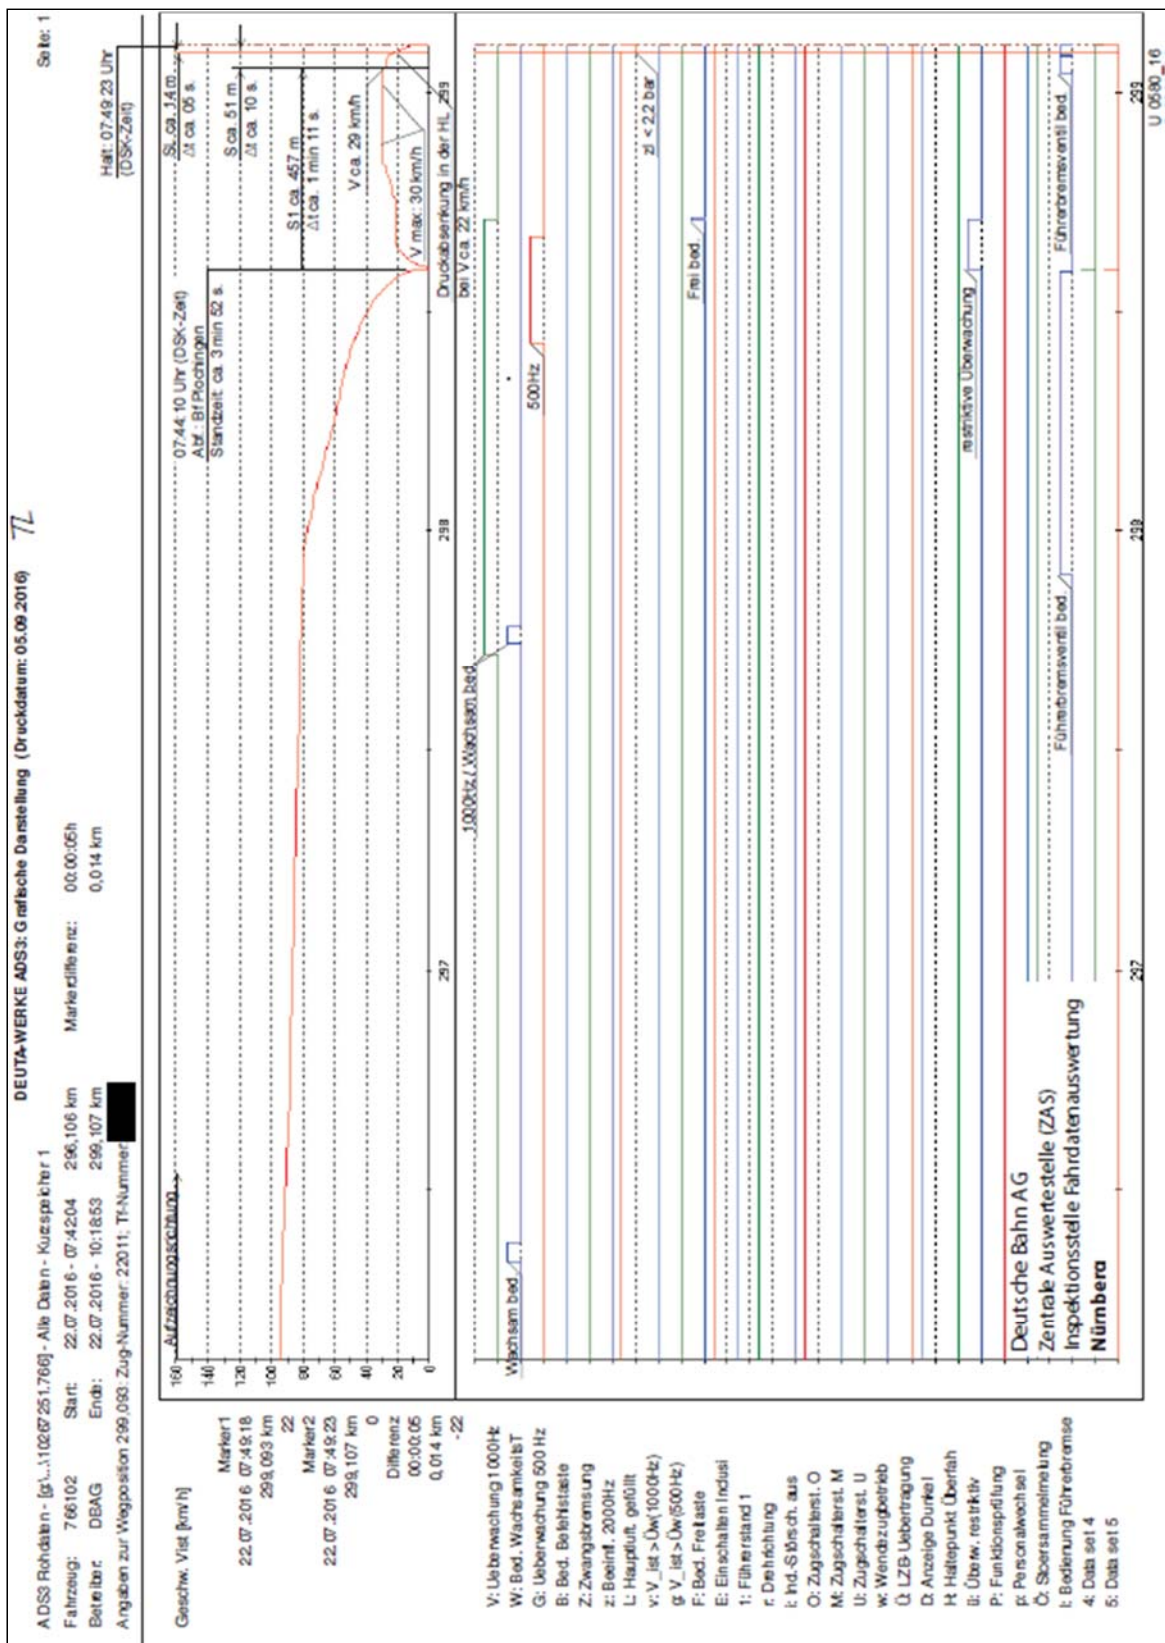 DEUTA-WERKE ADS3: Grafische Darstellung (Druckdatum: 05.09.2016)
72
Seite: 1
ADS3 Rohdaten - [g:\...\10267251.766] - Alle Daten - Kurzspeicher 1
Fahrzeug: 766102 Start: 22.07.2016 - 07:42:04 296,106 km Markerdifferenz: 00:00:05h
Betreiber: DBAG Ende: 22.07.2016 - 10:18:53 299,107 km 0,014 km
Angaben zur Wegposition 299,093: Zug-Nummer: 22011; Tf-Nummer:
Halt: 07:49:23 Uhr
(DSK-Zeit)
Aufzeichnungsrichtung
Geschw. Vist [km/h]
160
140
120
100
80
60
40
20
0
Marker1
22.07.2016 07:49:18
299,093 km
22
Marker2
22.07.2016 07:49:23
299,107 km
0
Differenz
00:00:05
0,014 km
-22
07:44:10 Uhr (DSK-Zeit)
Abf.: Bf Plochingen
Standzeit: ca. 3 min 52 s.
SL ca. 14 m
Δt ca. 05 s.
S ca. 51 m
Δt ca. 10 s.
S1 ca. 457 m
Δt ca. 1 min 11 s.
V ca. 29 km/h
V max: 30 km/h
Druckabsenkung in der HL
bei V ca. 22 km/h
297
298
299
V: Ueberwachung 1000Hz
W: Bed. WachsamkeitsT
G: Ueberwachung 500 Hz
B: Bed. Befehlstaste
Z: Zwangsbremsung
z: Beeinfl. 2000Hz
L: Hauptluft. gefüllt
v: V_ist > Üw(1000Hz)
g: V_ist > Üw(500Hz)
F: Bed. Freitaste
E: Einschalten Indusi
1: Führerstand 1
r: Drehrichtung
i: Ind.-Störsch. aus
O: Zugschalterst. O
M: Zugschalterst. M
U: Zugschalterst. U
w: Wendezugbetrieb
Ü: LZB-Uebertragung
D: Anzeige Dunkel
H: Haltepunkt Überfah
ü: Überw. restriktiv
P: Funktionsprüfung
p: Personalwechsel
I: Bedienung Führerbremse
4: Data set 4
5: Data set 5
Wachsam bed.
1000Hz / Wachsam bed.
500Hz
zl < 2,2 bar
Frei bed.
restriktive Überwachung
Führerbremsventil bed.
Führerbremsventil bed.
Deutsche Bahn AG
Zentrale Auswertestelle (ZAS)
Inspektionsstelle Fahrdatenauswertung
Nürnberg
297
298
299
U 0580_16